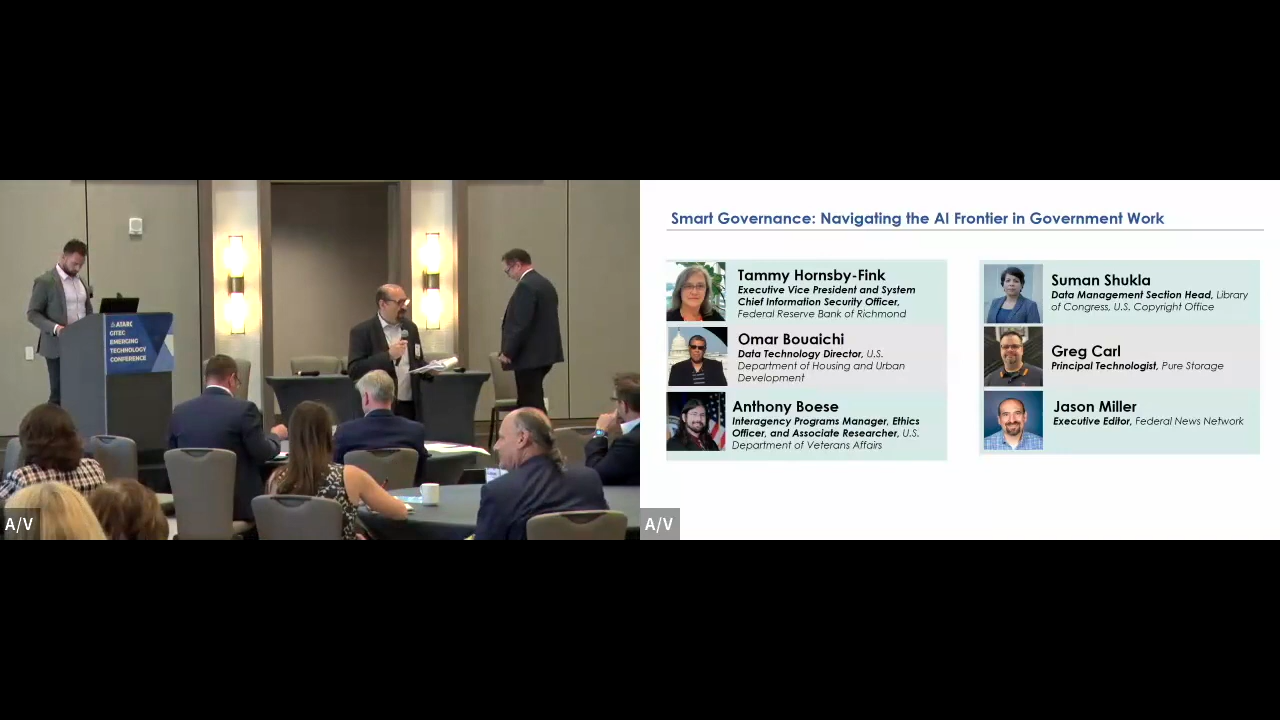 ATARC
GITEC
EMERGING
TECHNOLOGY
CONFERENCE
A/V
Smart Governance: Navigating the AI Frontier in Government Work
Tammy Hornsby-Fink
Executive Vice President and System
Chief Information Security Officer,
Federal Reserve Bank of Richmond
Omar Bouaichi
Data Technology Director, U.S.
Department of Housing and Urban
Development
Anthony Boese
Interagency Programs Manager, Ethics
Officer, and Associate Researcher, U.S.
Department of Veterans Affairs
Suman Shukla
Data Management Section Head, Library
of Congress, U.S. Copyright Office
Greg Carl
Principal Technologist, Pure Storage
Jason Miller
Executive Editor, Federal News Network
A/V